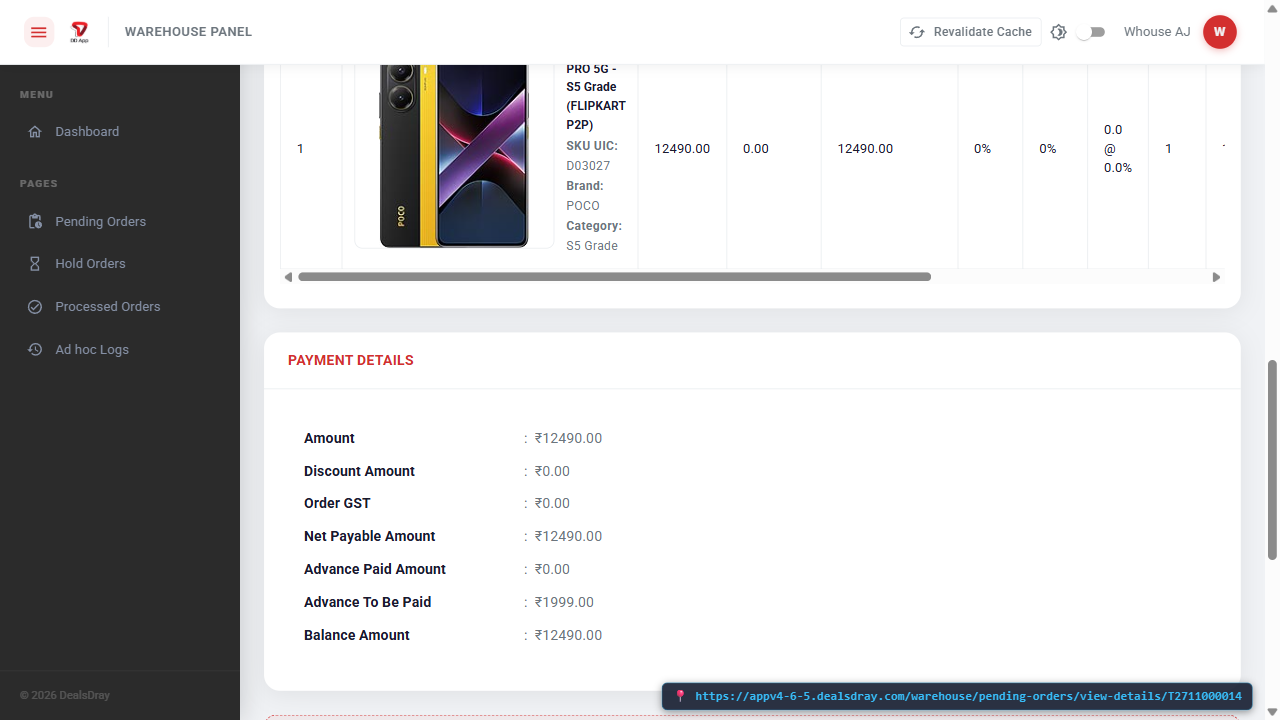 DD App
WAREHOUSE PANEL
Revalidate Cache
Whouse AJ
W
MENU
Dashboard
PAGES
Pending Orders
Hold Orders
Processed Orders
Ad hoc Logs
© 2026 DealsDray
1
POCO
PRO 5G -
S5 Grade
(FLIPKART
P2P)
SKU UIC:
D03027
Brand:
POCO
Category:
S5 Grade
12490.00
0.00
12490.00
0%
0%
0.0
@
0.0%
1
PAYMENT DETAILS
Amount : ₹12490.00
Discount Amount : ₹0.00
Order GST : ₹0.00
Net Payable Amount : ₹12490.00
Advance Paid Amount : ₹0.00
Advance To Be Paid : ₹1999.00
Balance Amount : ₹12490.00
https://appv4-6-5.dealsdray.com/warehouse/pending-orders/view-details/T2711000014